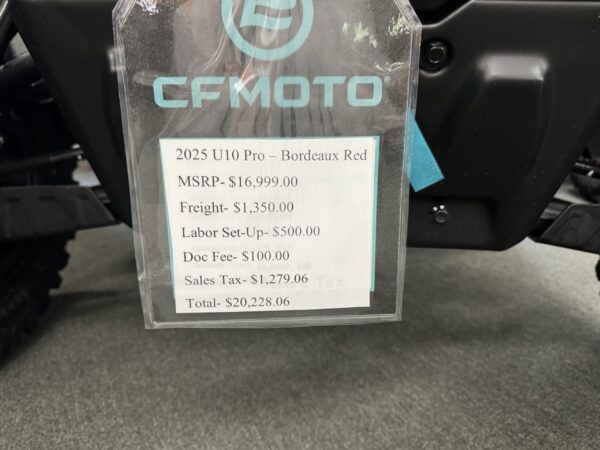 CFMOTO
2025 U10 Pro – Bordeaux Red
MSRP- $16,999.00
Freight- $1,350.00
Labor Set-Up- $500.00
Doc Fee- $100.00
Sales Tax- $1,279.06
Total- $20,228.06